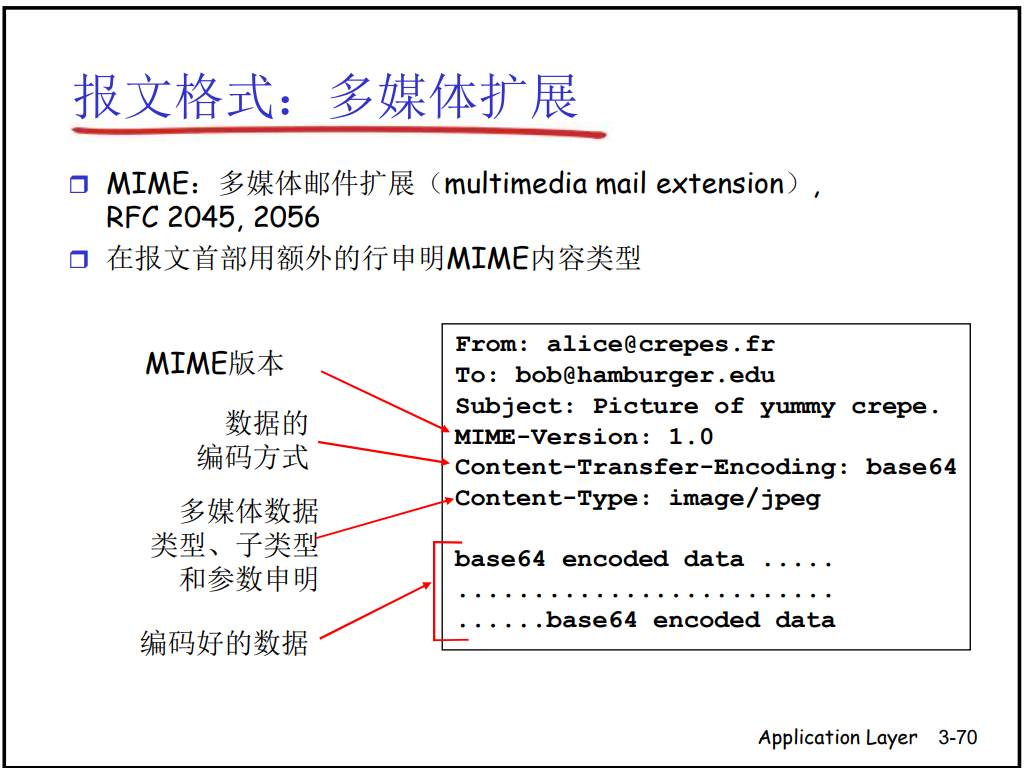 报文格式：多媒体扩展
MIME：多媒体邮件扩展（multimedia mail extension）,
RFC 2045, 2056
在报文首部用额外的行申明MIME内容类型
MIME版本
数据的
编码方式
多媒体数据
类型、子类型
和参数申明
编码好的数据
From: alice@crepes.fr
To: bob@hamburger.edu
Subject: Picture of yummy crepe.
MIME-Version: 1.0
Content-Transfer-Encoding: base64
Content-Type: image/jpeg
base64 encoded data .....
.........................
......base64 encoded data
Application Layer 3-70